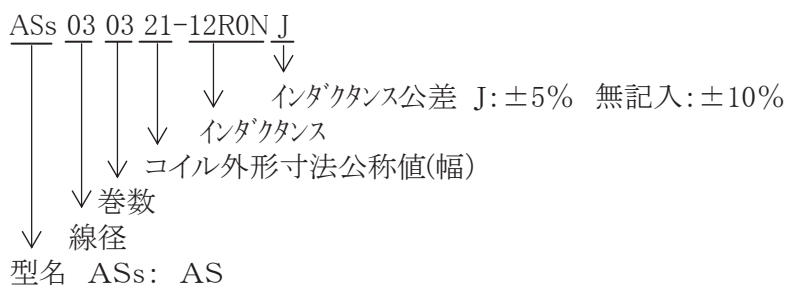 ASs 03 03 21-12R0N J
インダクタンス公差 J:±5% 無記入:±10%
インダクタンス
コイル外形寸法公称値(幅)
巻数
線径
型名 ASs: AS